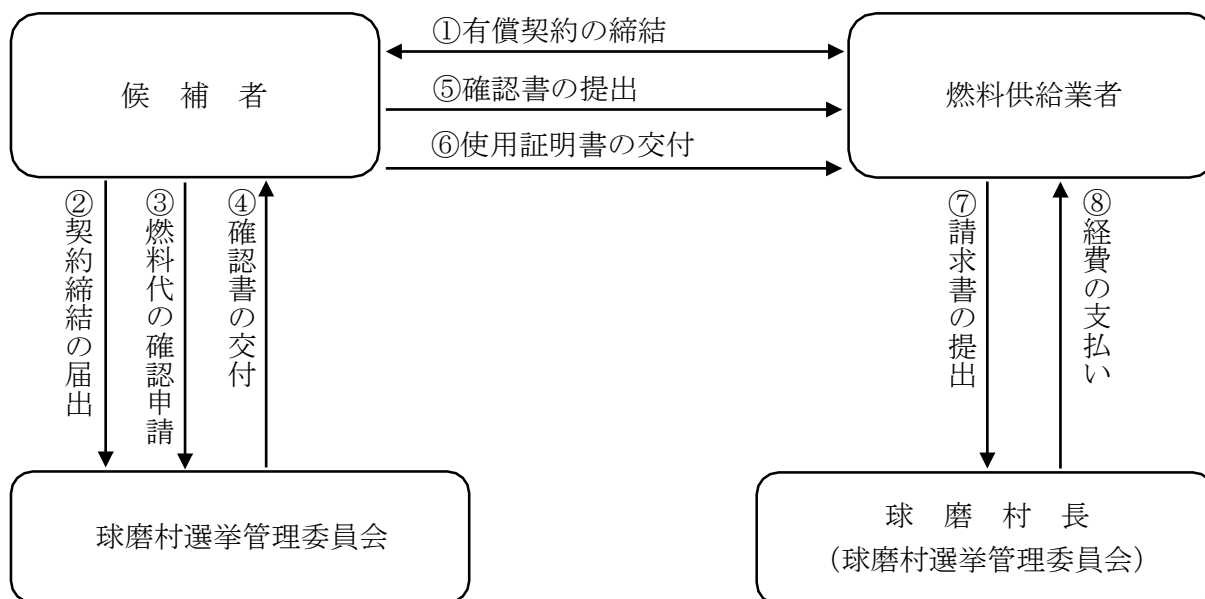 ①有償契約の締結
候　補　者
⑤確認書の提出
燃料供給業者
⑥使用証明書の交付
②契約締結の届出
③燃料代の確認申請
④確認書の交付
⑦請求書の提出
⑧経費の支払い
球磨村選挙管理委員会
球　磨　村　長
（球磨村選挙管理委員会）